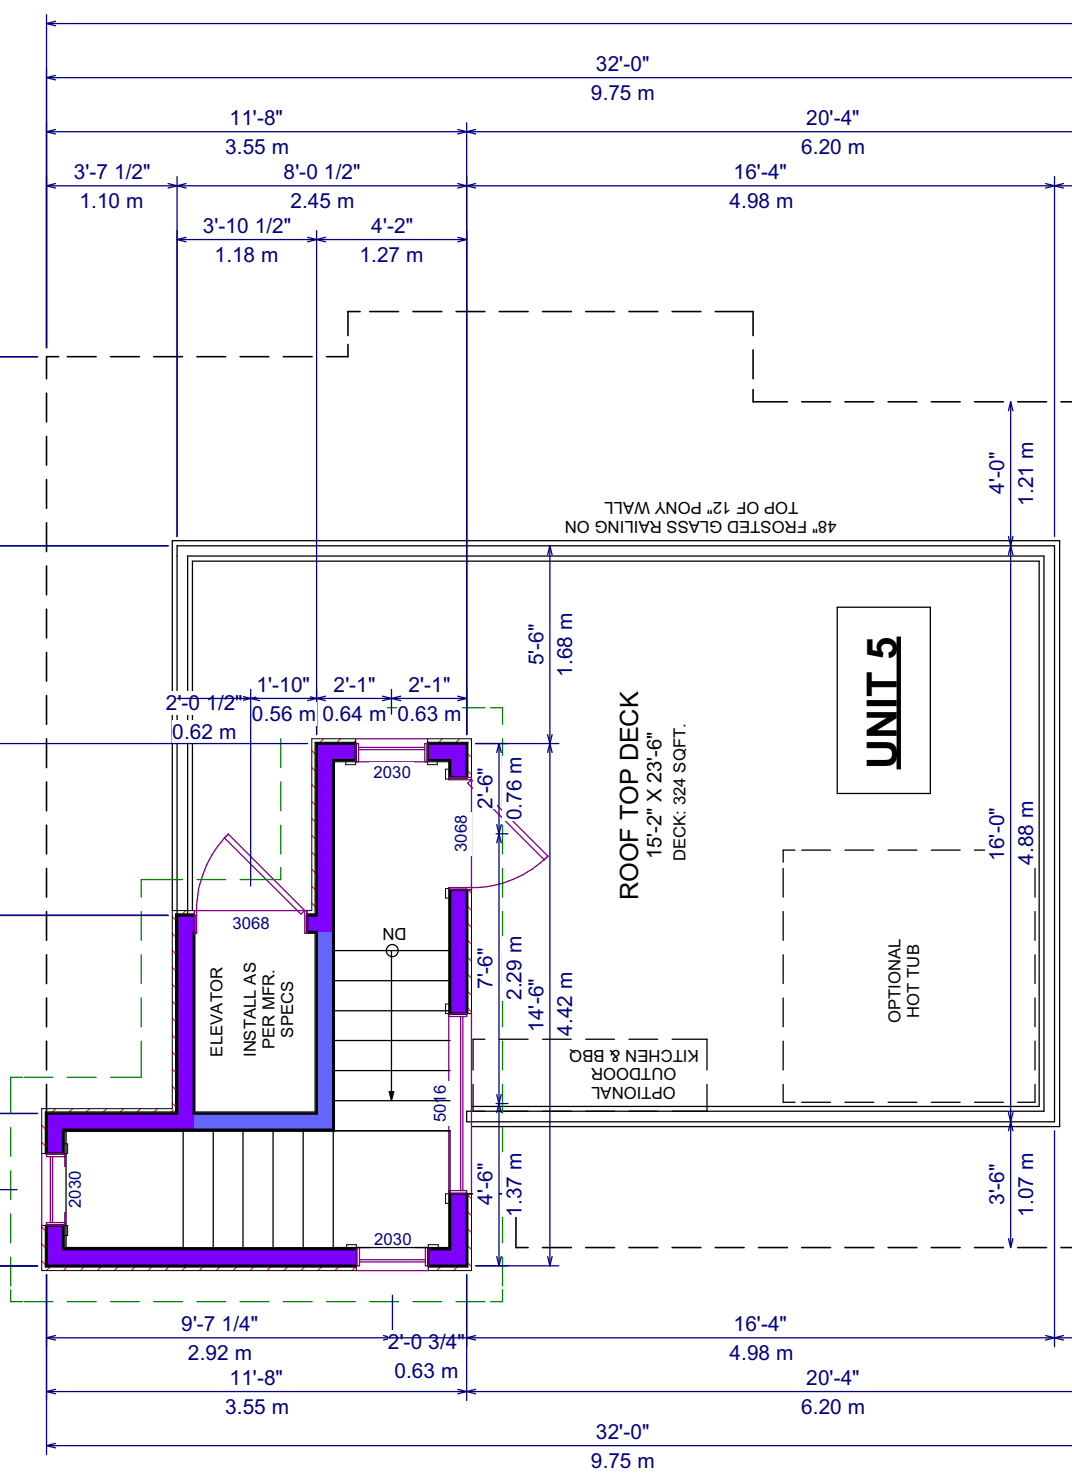 32'-0"
9.75 m
11'-8"
3.55 m
20'-4"
6.20 m
3'-7 1/2"
1.10 m
8'-0 1/2"
2.45 m
16'-4"
4.98 m
3'-10 1/2"
1.18 m
4'-2"
1.27 m
4'-0"
1.21 m
48" FROSTED GLASS RAILING ON
TOP OF 12" PONY WALL
5'-6"
1.68 m
UNIT 5
ROOF TOP DECK
15'-2" X 23'-6"
DECK: 324 SQFT.
2'-0 1/2"
0.62 m
1'-10"
0.56 m
2'-1"
0.64 m
2'-1"
0.63 m
2030
2'-6"
0.76 m
3068
16'-0"
4.88 m
3068
DN
ELEVATOR
INSTALL AS
PER MFR.
SPECS
7'-6"
2.29 m
14'-6"
4.42 m
OPTIONAL
HOT TUB
OPTIONAL
OUTDOOR
KITCHEN & BBQ
5016
2030
4'-6"
1.37 m
3'-6"
1.07 m
2030
9'-7 1/4"
2.92 m
2'-0 3/4"
0.63 m
16'-4"
4.98 m
11'-8"
3.55 m
20'-4"
6.20 m
32'-0"
9.75 m